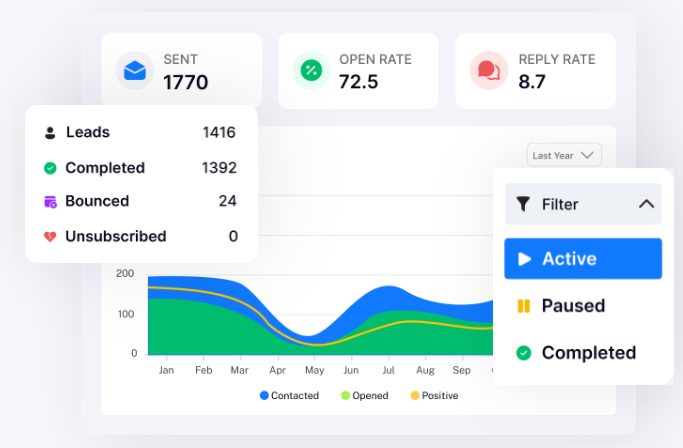 SENT
1770
OPEN RATE
72.5
REPLY RATE
8.7
Leads 1416
Completed 1392
Bounced 24
Unsubscribed 0
Last Year
Filter
Active
Paused
Completed
200
100
0
Jan Feb Mar Apr May Jun Jul Aug Sep
Contacted Opened Positive